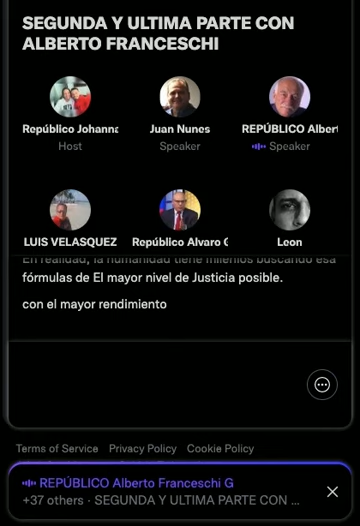 SEGUNDA Y ULTIMA PARTE CON
ALBERTO FRANCESCHI
Repúblico Johanna
Juan Nunes
REPÚBLICO Albert
Host
Speaker
Speaker
LUIS VELASQUEZ
Repúblico Alvaro G
Leon
En realidad, la humanidad tiene milenios buscando esa
fórmulas de El mayor nivel de Justicia posible.
con el mayor rendimiento
Terms of Service Privacy Policy Cookie Policy
REPÚBLICO Alberto Franceschi G
+37 others · SEGUNDA Y ULTIMA PARTE CON ...